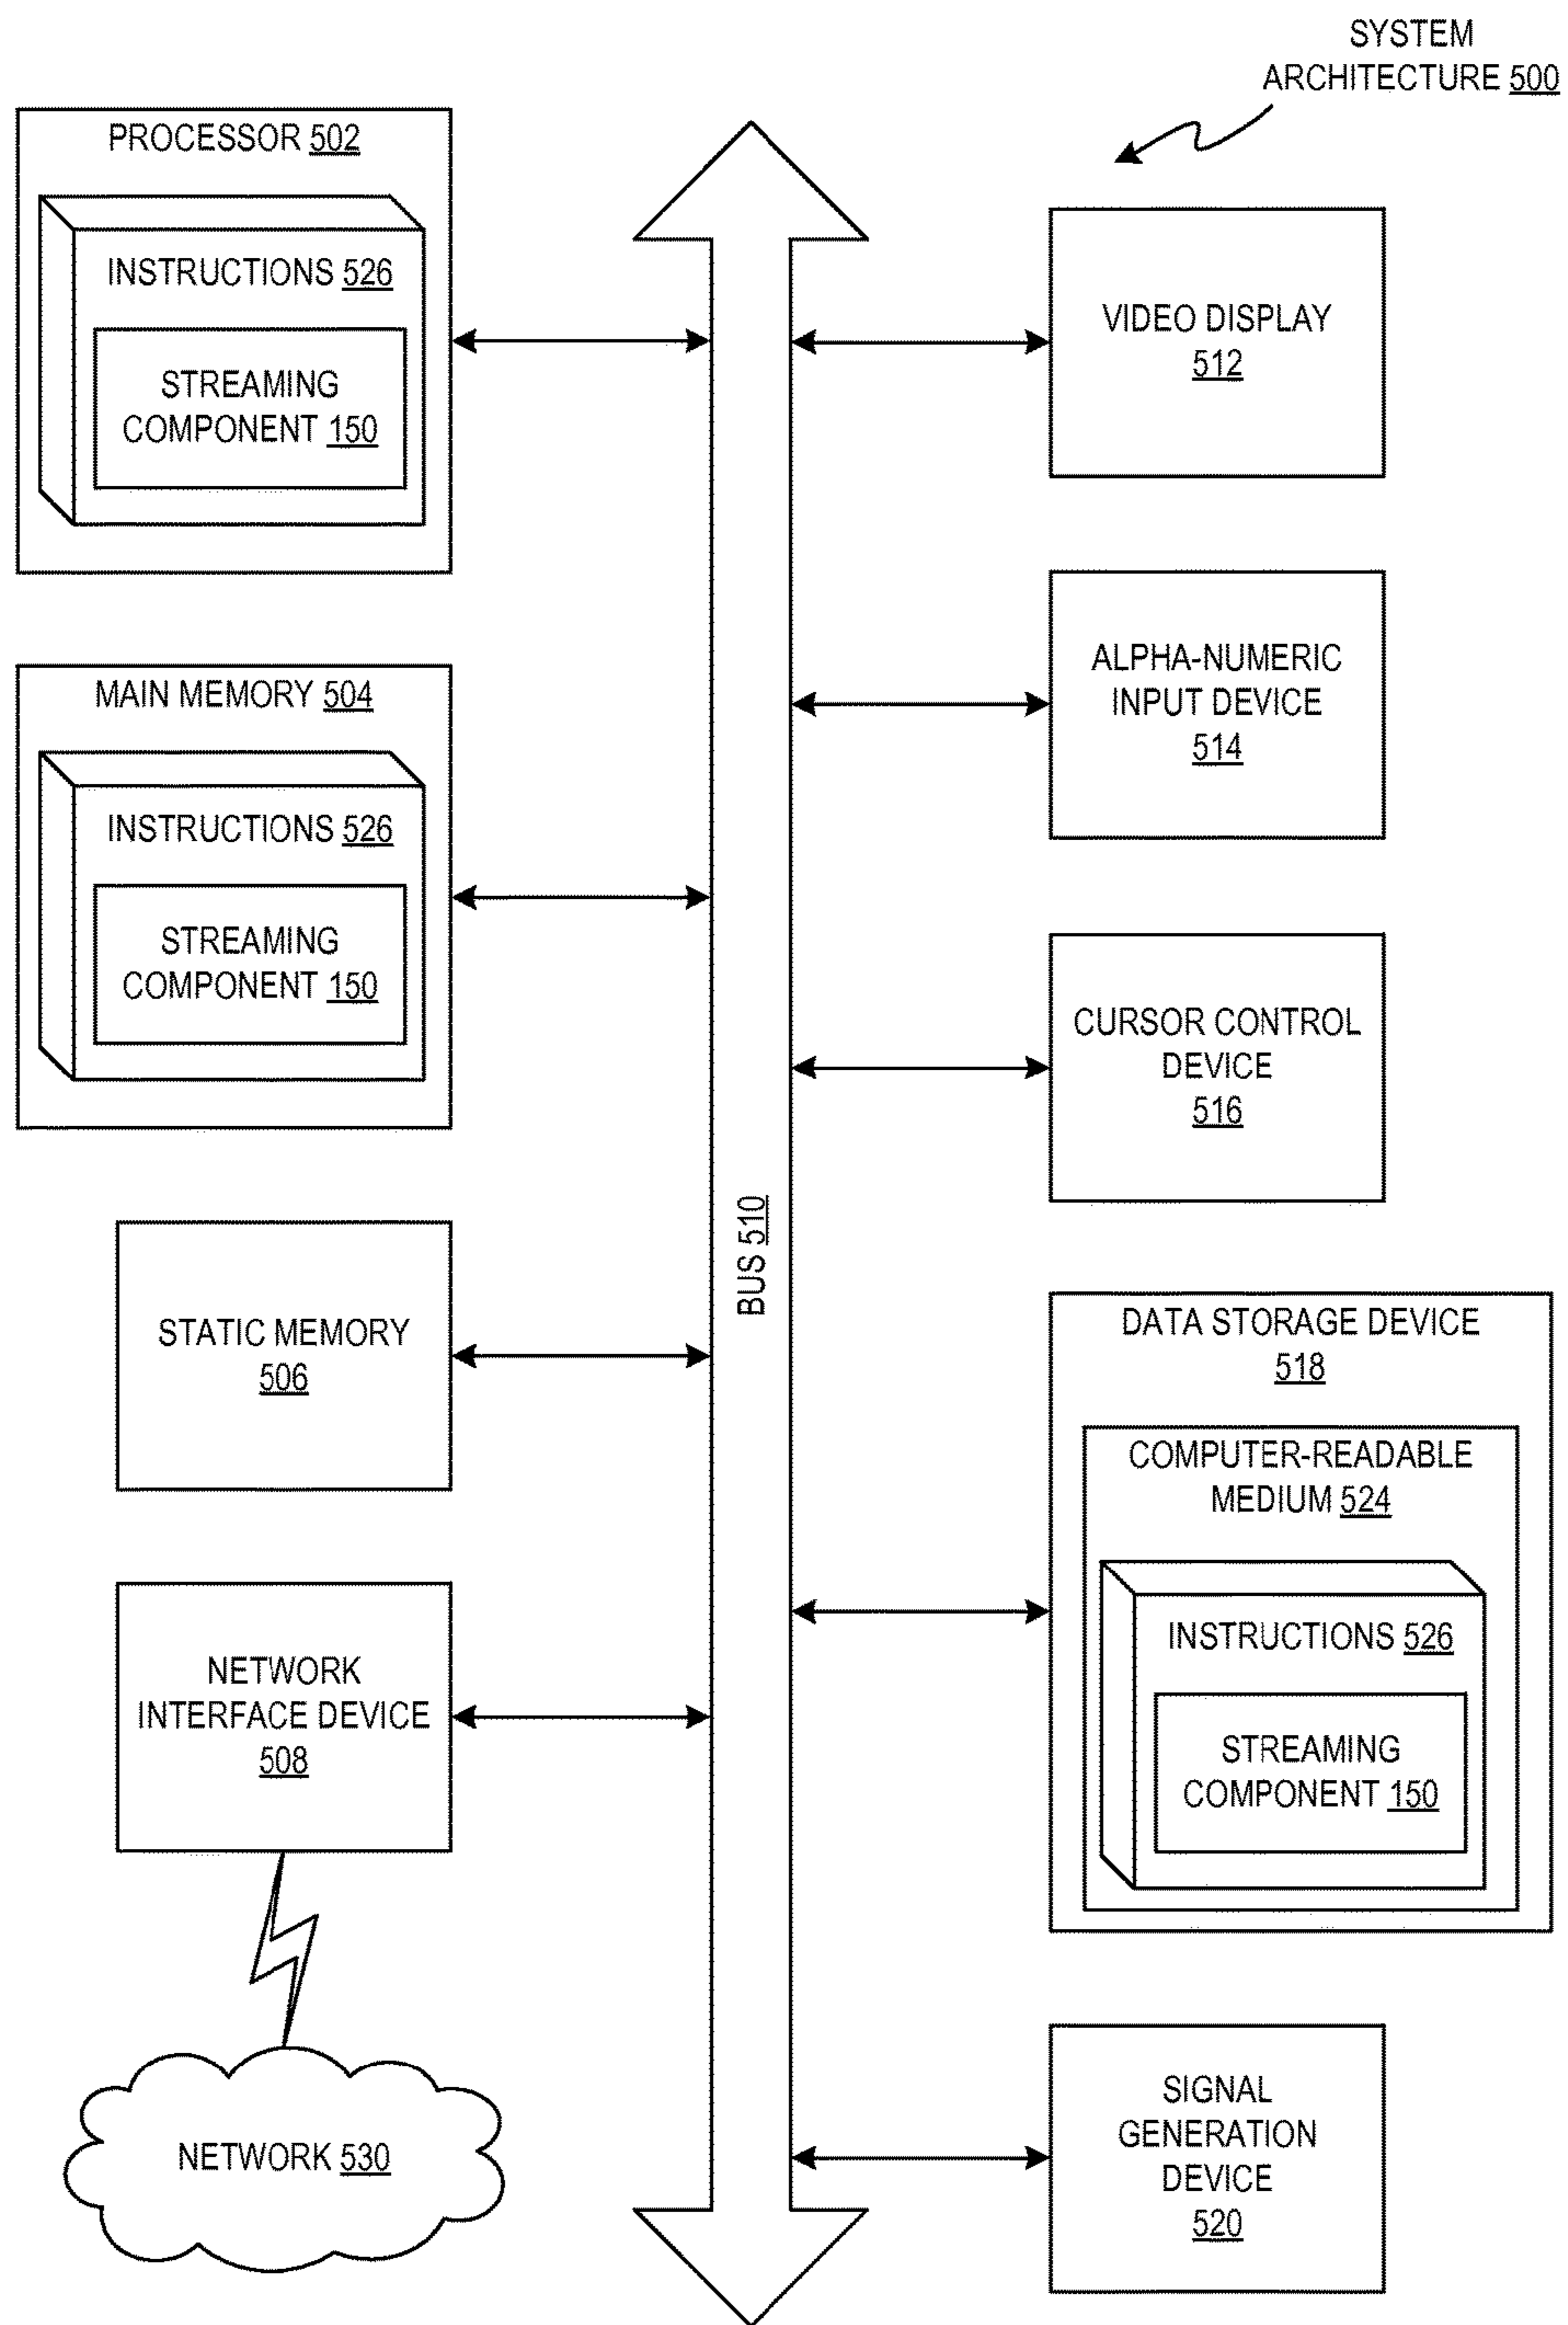 SYSTEM
ARCHITECTURE 500
PROCESSOR 502
INSTRUCTIONS 526
STREAMING
COMPONENT 150
MAIN MEMORY 504
INSTRUCTIONS 526
STREAMING
COMPONENT 150
STATIC MEMORY
506
NETWORK
INTERFACE DEVICE
508
NETWORK 530
BUS 510
VIDEO DISPLAY
512
ALPHA-NUMERIC
INPUT DEVICE
514
CURSOR CONTROL
DEVICE
516
DATA STORAGE DEVICE
518
COMPUTER-READABLE
MEDIUM 524
INSTRUCTIONS 526
STREAMING
COMPONENT 150
SIGNAL
GENERATION
DEVICE
520